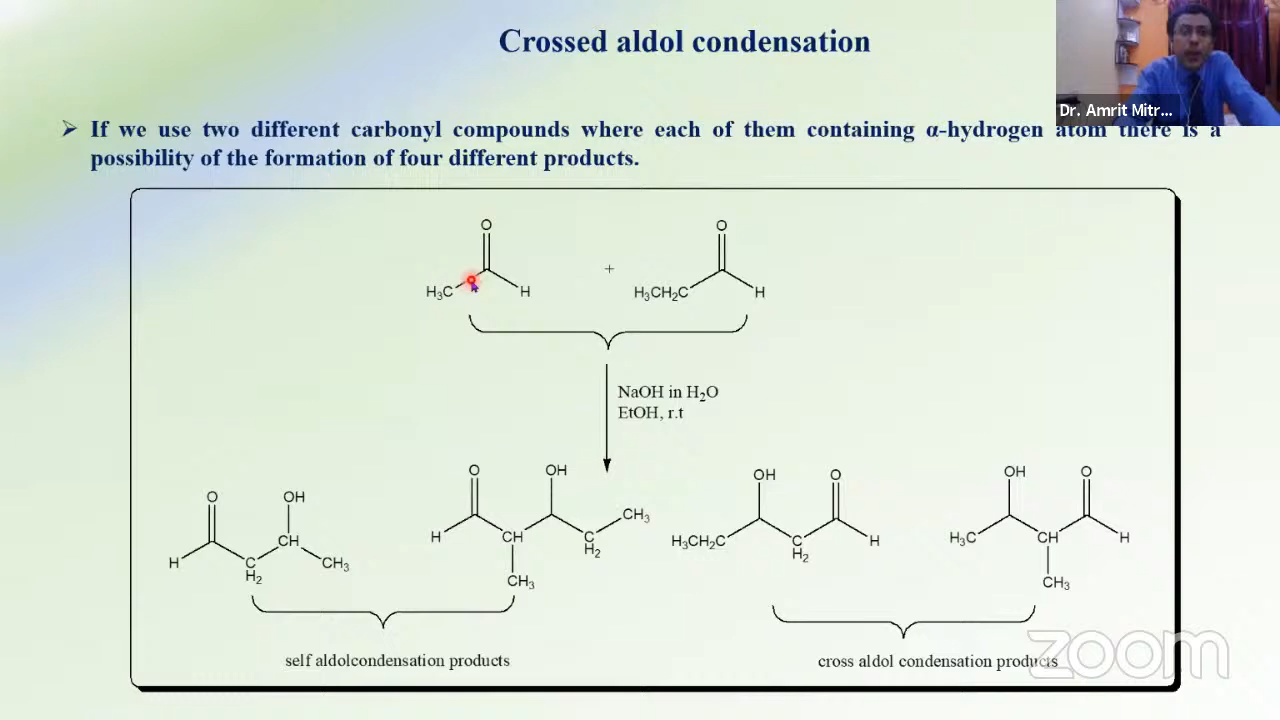 Crossed aldol condensation
Dr. Amrit Mitr...
➢ If we use two different carbonyl compounds where each of them containing α-hydrogen atom there is a
possibility of the formation of four different products.
O
H₃C
H
+
O
H₃CH₂C
H
NaOH in H₂O
EtOH, r.t
O
OH
H
C
H₂
CH
CH₃
O
OH
H
CH
CH₃
C
H₂
CH₃
OH
O
H₃CH₂C
C
H₂
H
OH
O
H₃C
CH
CH₃
H
self aldolcondensation products
cross aldol condensation products
zoom